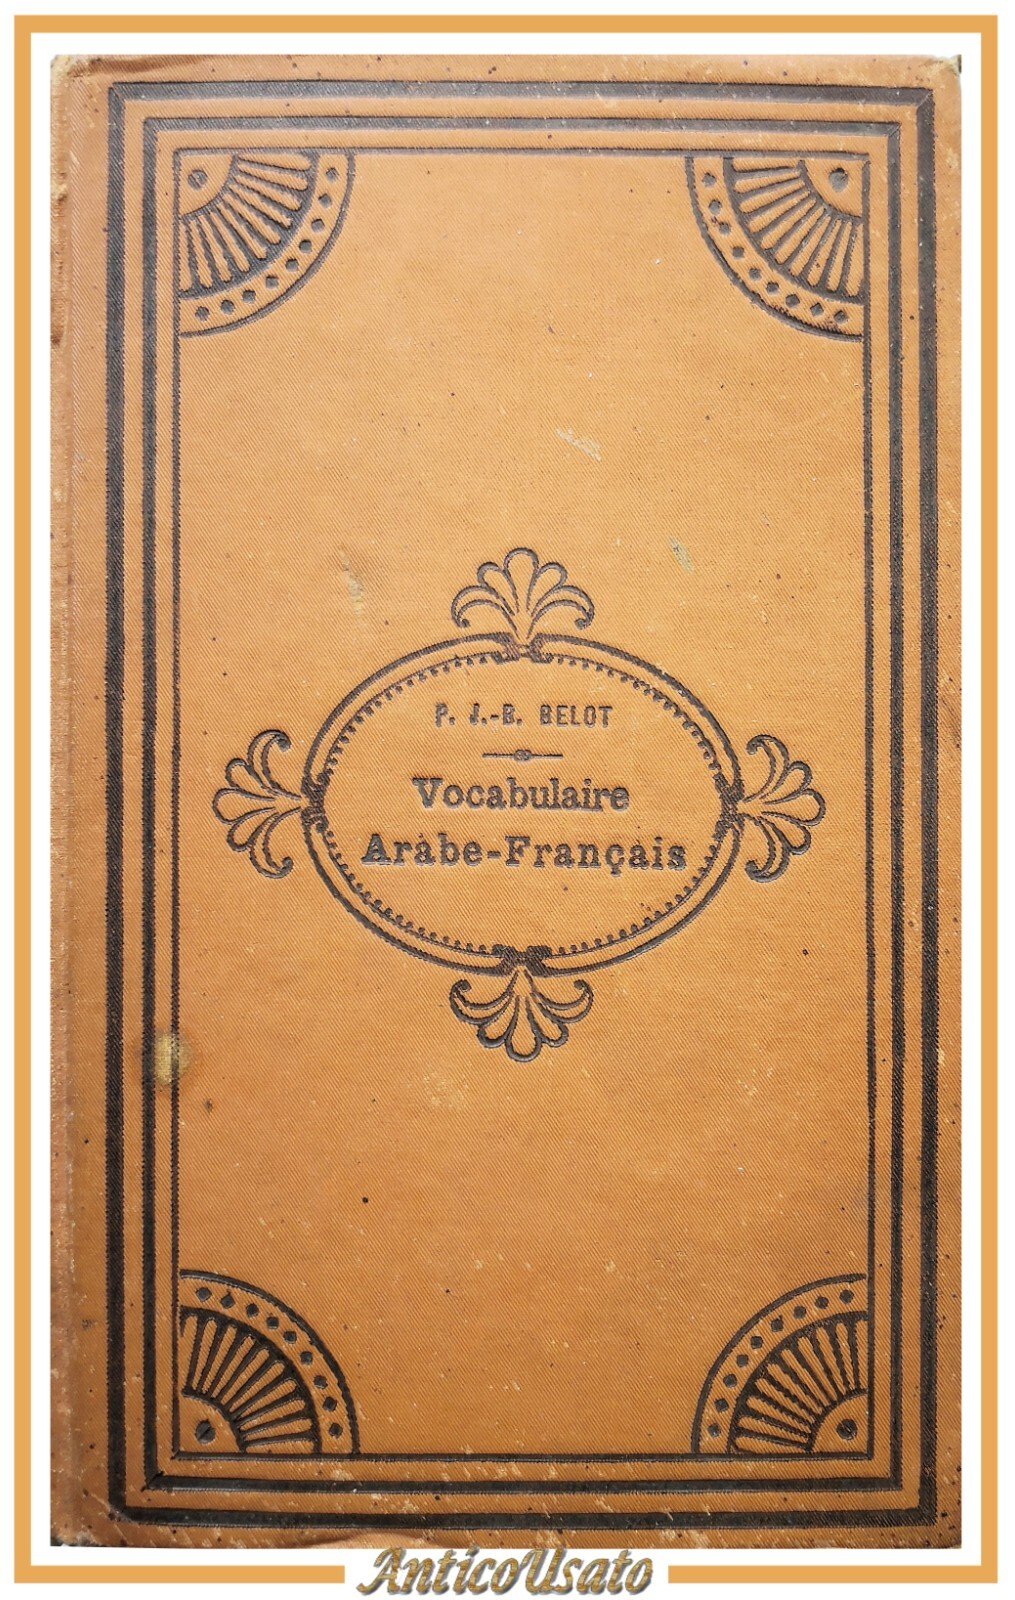 P. J.-B. BELOT
Vocabulaire
Arabe-Français
AnticoUsato